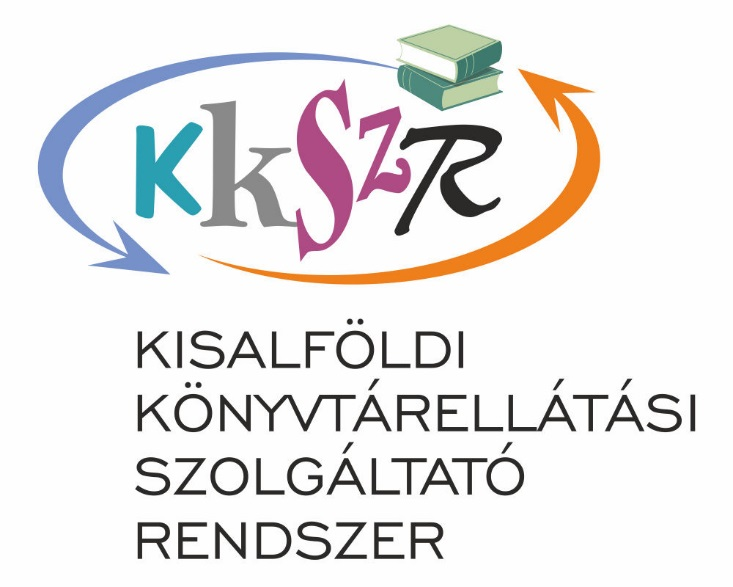 KkSzR
KISALFÖLDI
KÖNYVTÁRELLÁTÁSI
SZOLGÁLTATÓ
RENDSZER